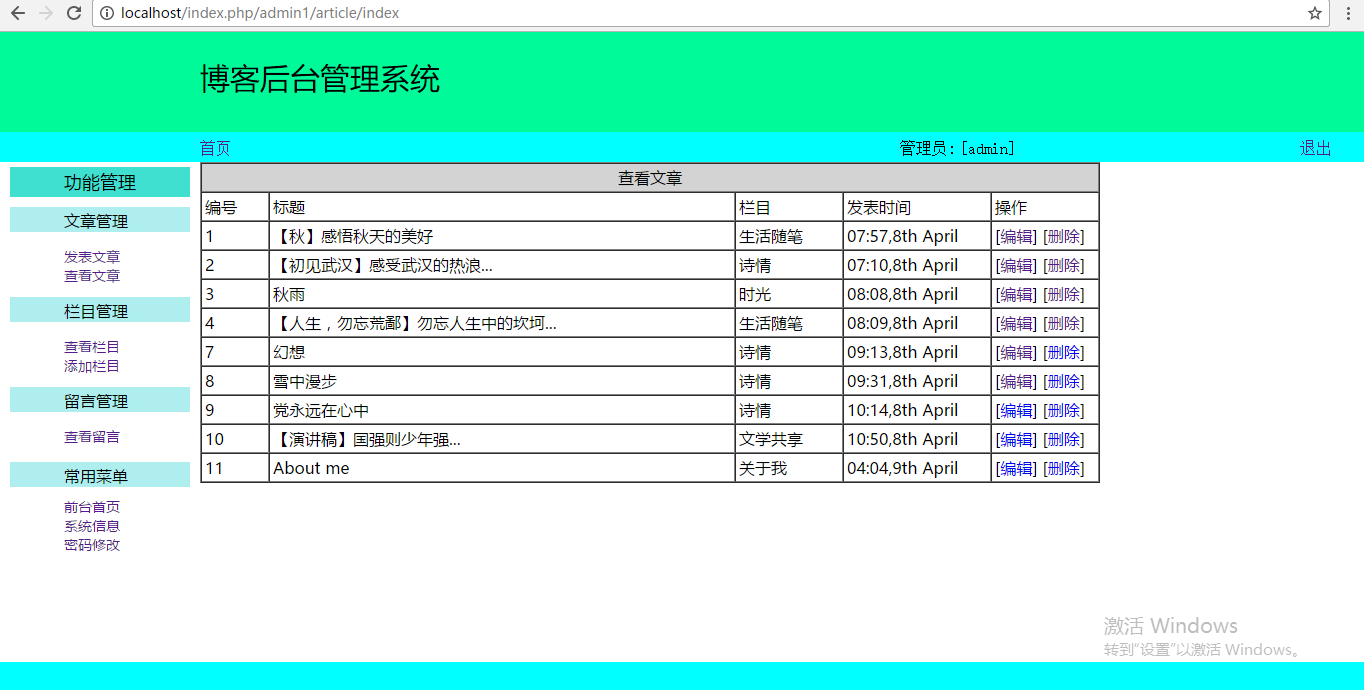 localhost/index.php/admin1/article/index
博客后台管理系统
首页 管理员：[admin] 退出
功能管理
文章管理
发表文章
查看文章
栏目管理
查看栏目
添加栏目
留言管理
查看留言
常用菜单
前台首页
系统信息
密码修改
查看文章
编号 标题 栏目 发表时间 操作
1 【秋】感悟秋天的美好 生活随笔 07:57,8th April [编辑] [删除]
2 【初见武汉】感受武汉的热浪... 诗情 07:10,8th April [编辑] [删除]
3 秋雨 时光 08:08,8th April [编辑] [删除]
4 【人生，勿忘荒鄙】勿忘人生中的坎坷... 生活随笔 08:09,8th April [编辑] [删除]
7 幻想 诗情 09:13,8th April [编辑] [删除]
8 雪中漫步 诗情 09:31,8th April [编辑] [删除]
9 党永远在心中 诗情 10:14,8th April [编辑] [删除]
10 【演讲稿】国强则少年强... 文学共享 10:50,8th April [编辑] [删除]
11 About me 关于我 04:04,9th April [编辑] [删除]
激活 Windows
转到"设置"以激活 Windows。